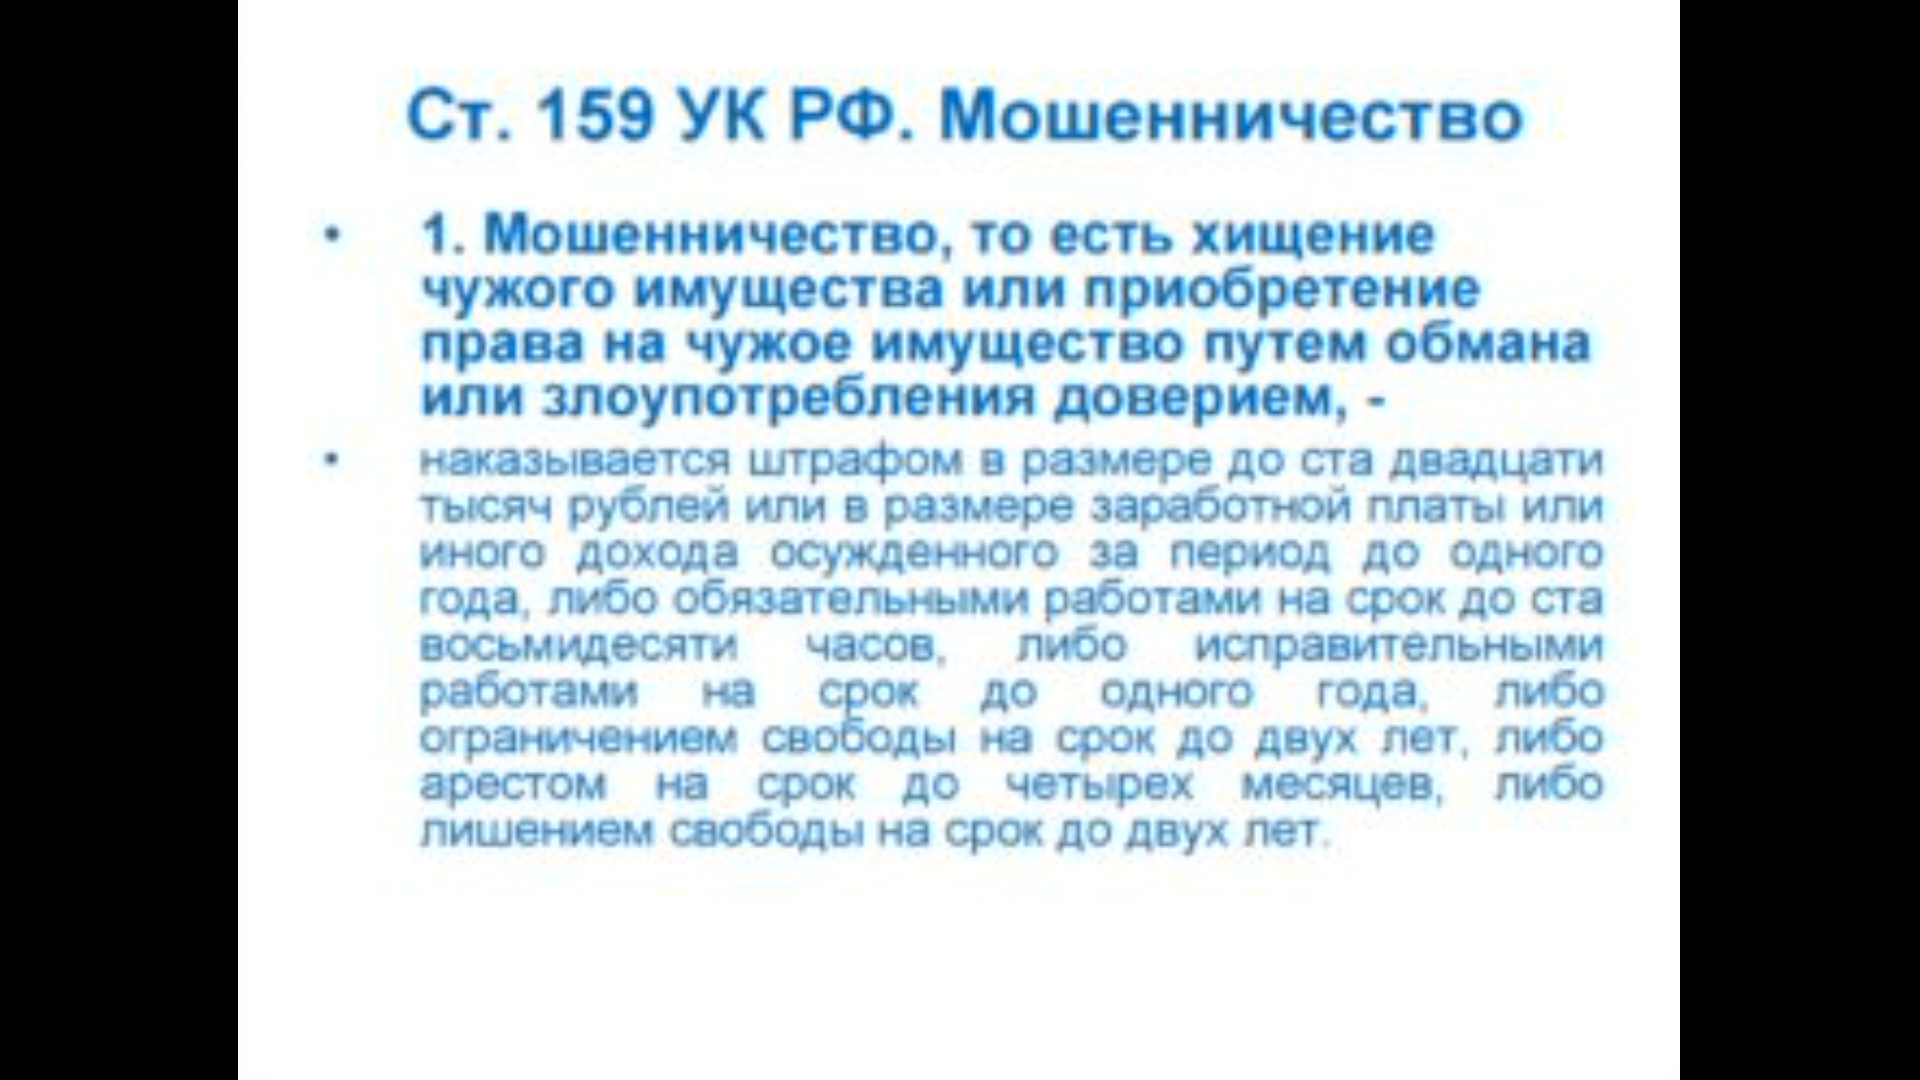 Ст. 159 УК РФ. Мошенничество
• 1. Мошенничество, то есть хищение
чужого имущества или приобретение
права на чужое имущество путем обмана
или злоупотребления доверием, -
• наказывается штрафом в размере до ста двадцати
тысяч рублей или в размере заработной платы или
иного дохода осужденного за период до одного
года, либо обязательными работами на срок до ста
восьмидесяти часов, либо исправительными
работами на срок до одного года, либо
ограничением свободы на срок до двух лет, либо
арестом на срок до четырех месяцев, либо
лишением свободы на срок до двух лет.